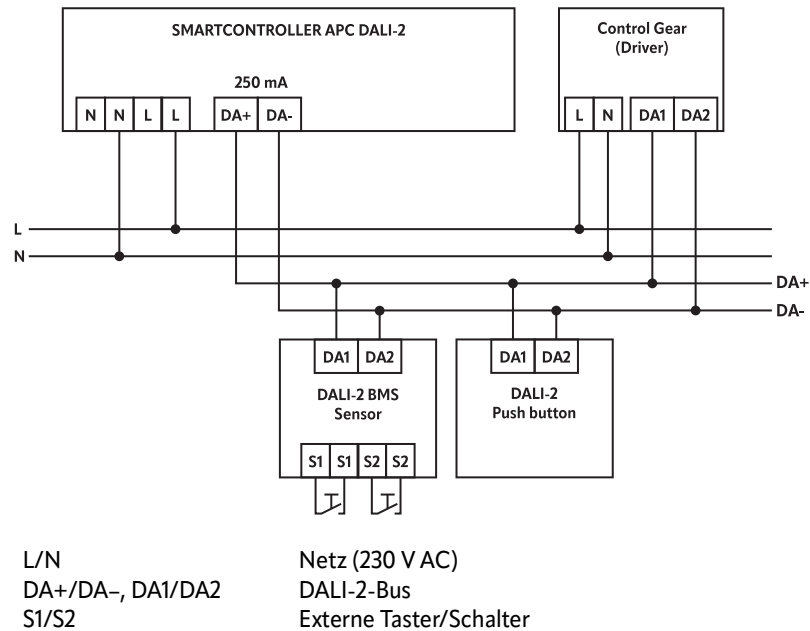 SMARTCONTROLLER APC DALI-2
250 mA
N N L L DA+ DA-
Control Gear
(Driver)
L N DA1 DA2
L
N
DA+
DA-
DA1 DA2
DALI-2 BMS
Sensor
S1 S1 S2 S2
DA1 DA2
DALI-2
Push button
L/N Netz (230 V AC)
DA+/DA–, DA1/DA2 DALI-2-Bus
S1/S2 Externe Taster/Schalter